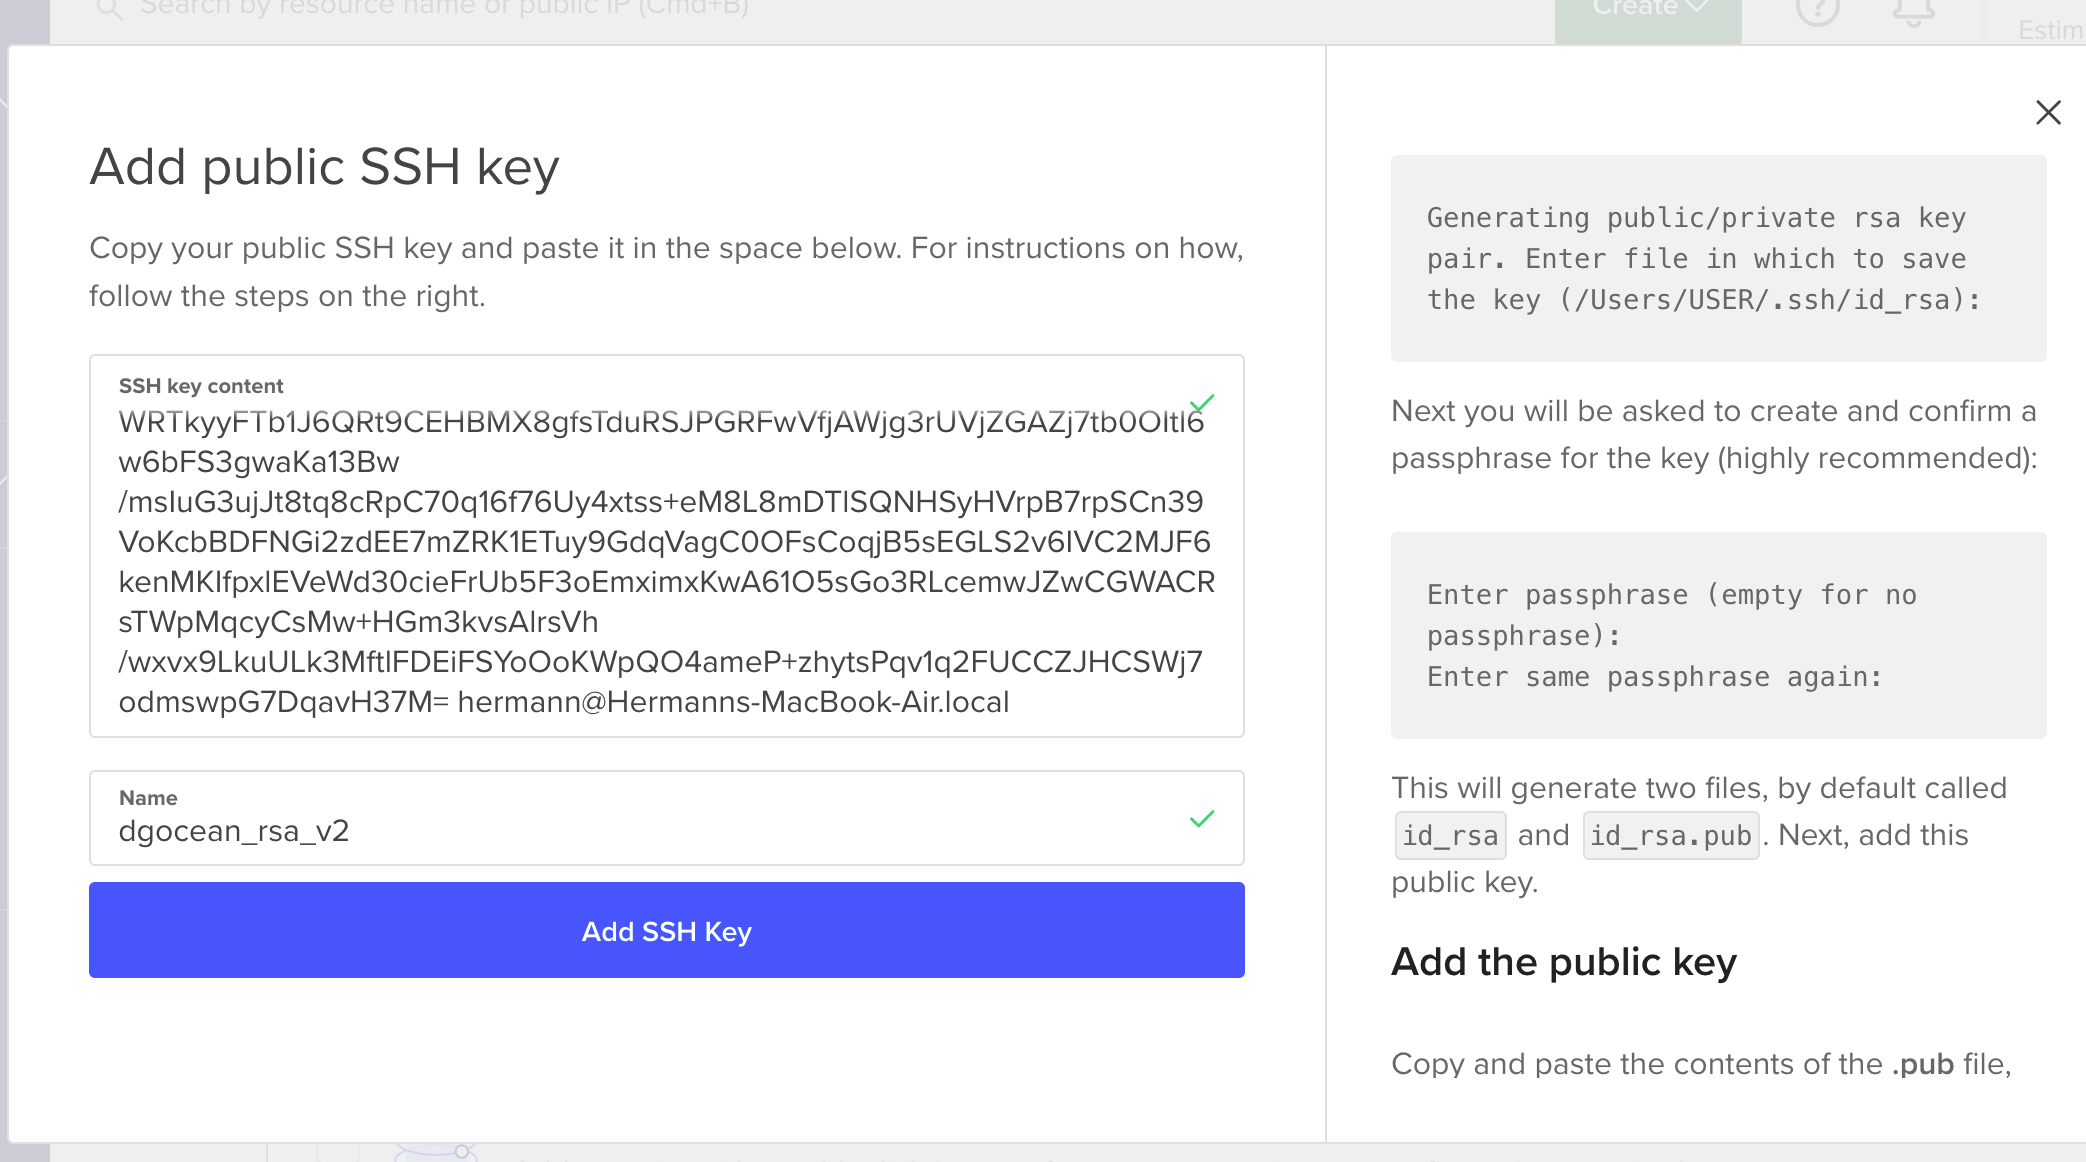 Search by resource name or public IP (Cmd+B)
Create
Estim
Add public SSH key
Copy your public SSH key and paste it in the space below. For instructions on how,
follow the steps on the right.
SSH key content
WRTkyyFTb1J6QRt9CEHBMX8gfsTduRSJPGRFwVfjAWjg3rUVjZGAZj7tb0OItI6
w6bFS3gwaKa13Bw
/msIuG3ujJt8tq8cRpC70q16f76Uy4xtss+eM8L8mDTlSQNHSyHVrpB7rpSCn39
VoKcbBDFNGi2zdEE7mZRK1ETuy9GdqVagC0OFsCoqjB5sEGLS2v6IVC2MJF6
kenMKIfpxlEVeWd30cieFrUb5F3oEmximxKwA61O5sGo3RLcemwJZwCGWACR
sTWpMqcyCsMw+HGm3kvsAlrsVh
/wxvx9LkuULk3MftlFDEiFSYoOoKWpQO4ameP+zhytsPqv1q2FUCCZJHCSWj7
odmswpG7DqavH37M= hermann@Hermanns-MacBook-Air.local
Name
dgocean_rsa_v2
Add SSH Key
Generating public/private rsa key
pair. Enter file in which to save
the key (/Users/USER/.ssh/id_rsa):
Next you will be asked to create and confirm a
passphrase for the key (highly recommended):
Enter passphrase (empty for no
passphrase):
Enter same passphrase again:
This will generate two files, by default called
id_rsa and id_rsa.pub. Next, add this
public key.
Add the public key
Copy and paste the contents of the .pub file,